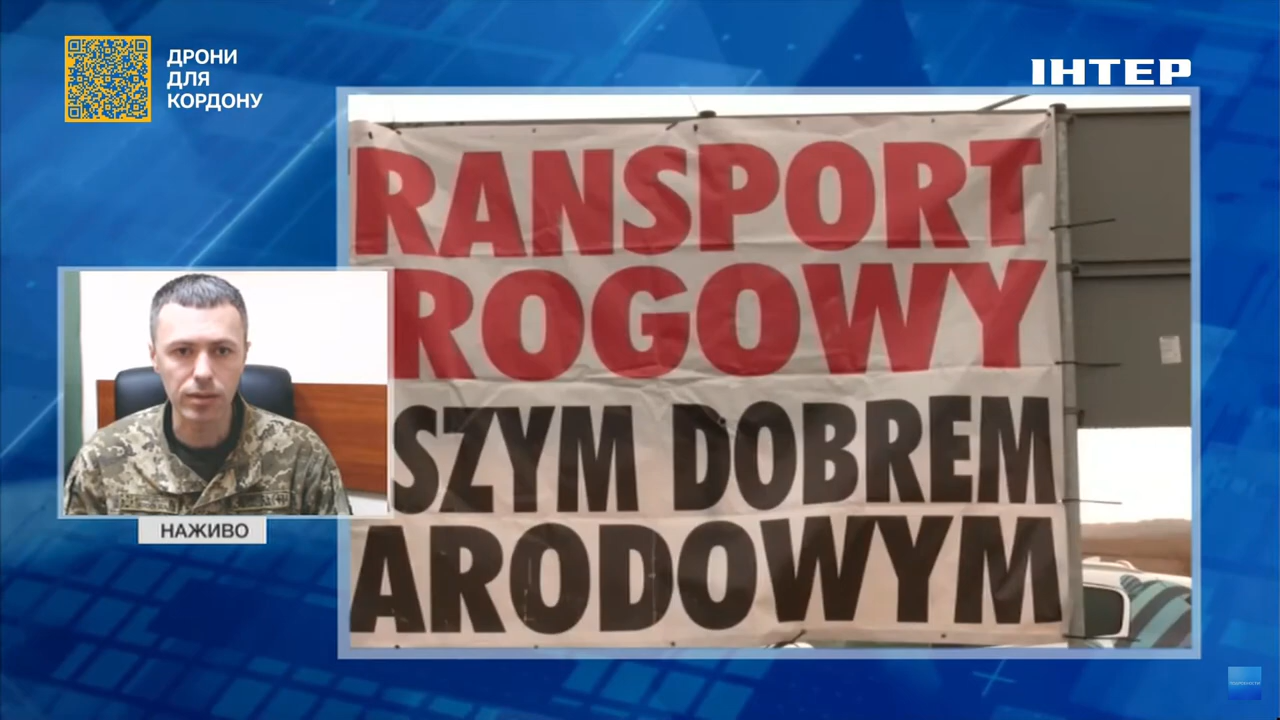 ДРОНИ
ДЛЯ
КОРДОНУ
ІНТЕР
RANSPORT
ROGOWY
SZYM DOBREM
ARODOWYM
НАЖИВО